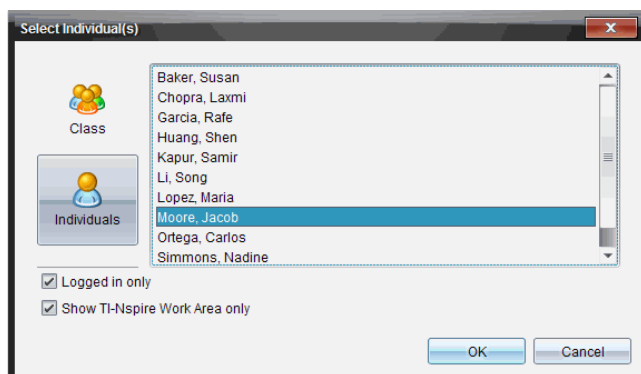 Select Individual(s)
Class
Individuals
Baker, Susan
Chopra, Laxmi
Garcia, Rafe
Huang, Shen
Kapur, Samir
Li, Song
Lopez, Maria
Moore, Jacob
Ortega, Carlos
Simmons, Nadine
Logged in only
Show TI-Nspire Work Area only
OK
Cancel